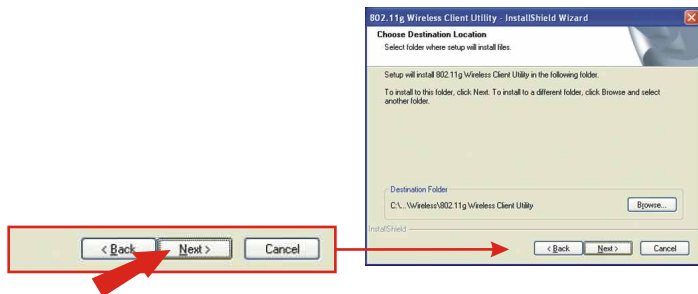 802.11g Wireless Client Utility - InstallShield Wizard
Choose Destination Location
Select folder where setup will install files.
Setup will install 802.11g Wireless Client Utility in the following folder.
To install to this folder, click Next. To install to a different folder, click Browse and select
another folder.
Destination Folder
C:\...\Wireless\802.11g Wireless Client Utility
Browse...
InstallShield
< Back Next > Cancel
< Back Next > Cancel